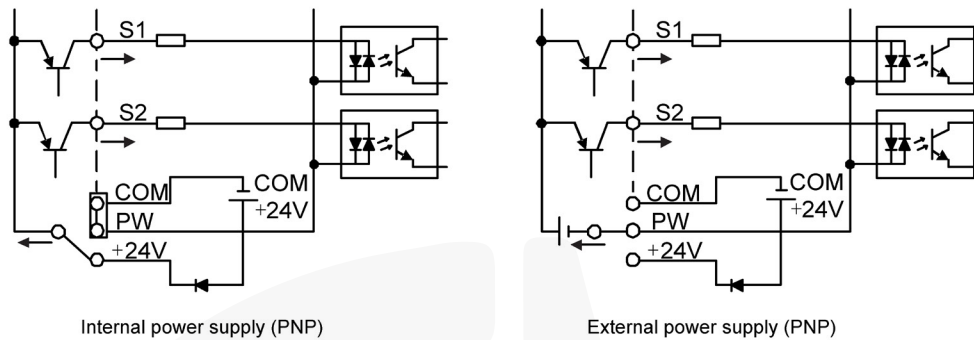 S1
S2
COM
COM
PW
+24V
+24V
Internal power supply (PNP)
S1
S2
COM
COM
PW
+24V
+24V
External power supply (PNP)